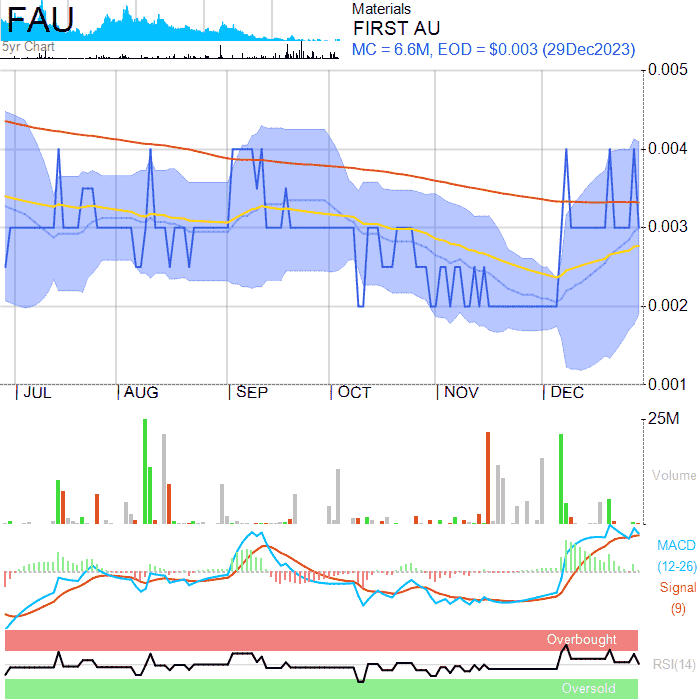 FAU
5yr Chart
Materials
FIRST AU
MC = 6.6M, EOD = $0.003 (29Dec2023)
0.005
0.004
0.003
0.002
0.001
JUL AUG SEP OCT NOV DEC
25M
Volume
MACD
(12-26)
Signal
(9)
Overbought
RSI(14)
Oversold